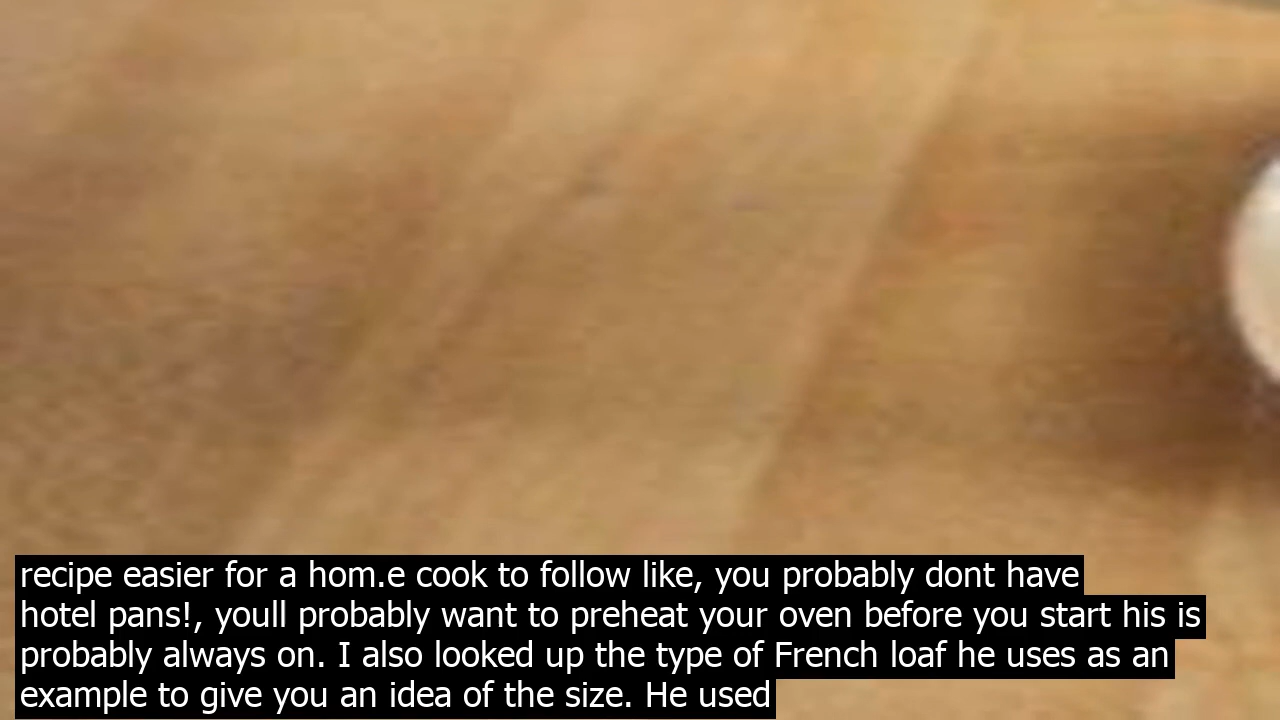 recipe easier for a hom.e cook to follow like, you probably dont have
hotel pans!, youll probably want to preheat your oven before you start his is
probably always on. I also looked up the type of French loaf he uses as an
example to give you an idea of the size. He used